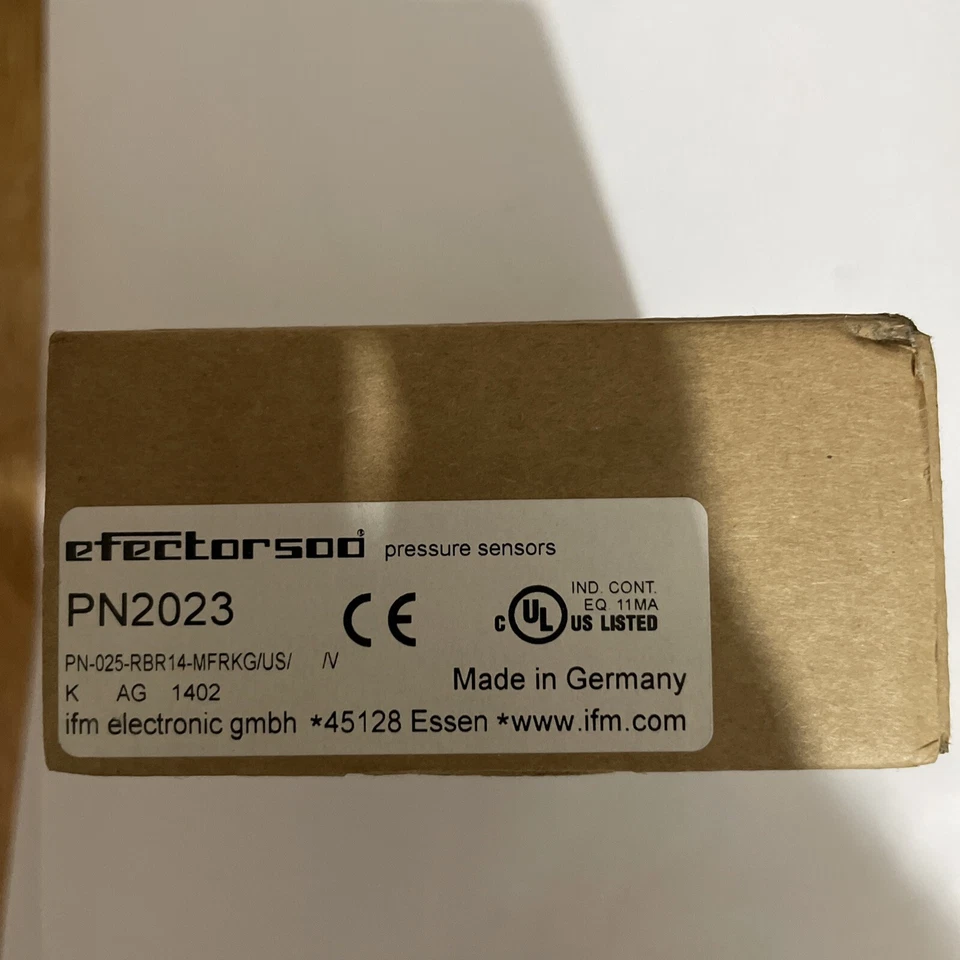 efector500® pressure sensors
PN2023
CE
C UL US LISTED
IND. CONT.
EQ. 11MA
PN-025-RBR14-MFRKG/US/ /V
K AG 1402
Made in Germany
ifm electronic gmbh *45128 Essen *www.ifm.com